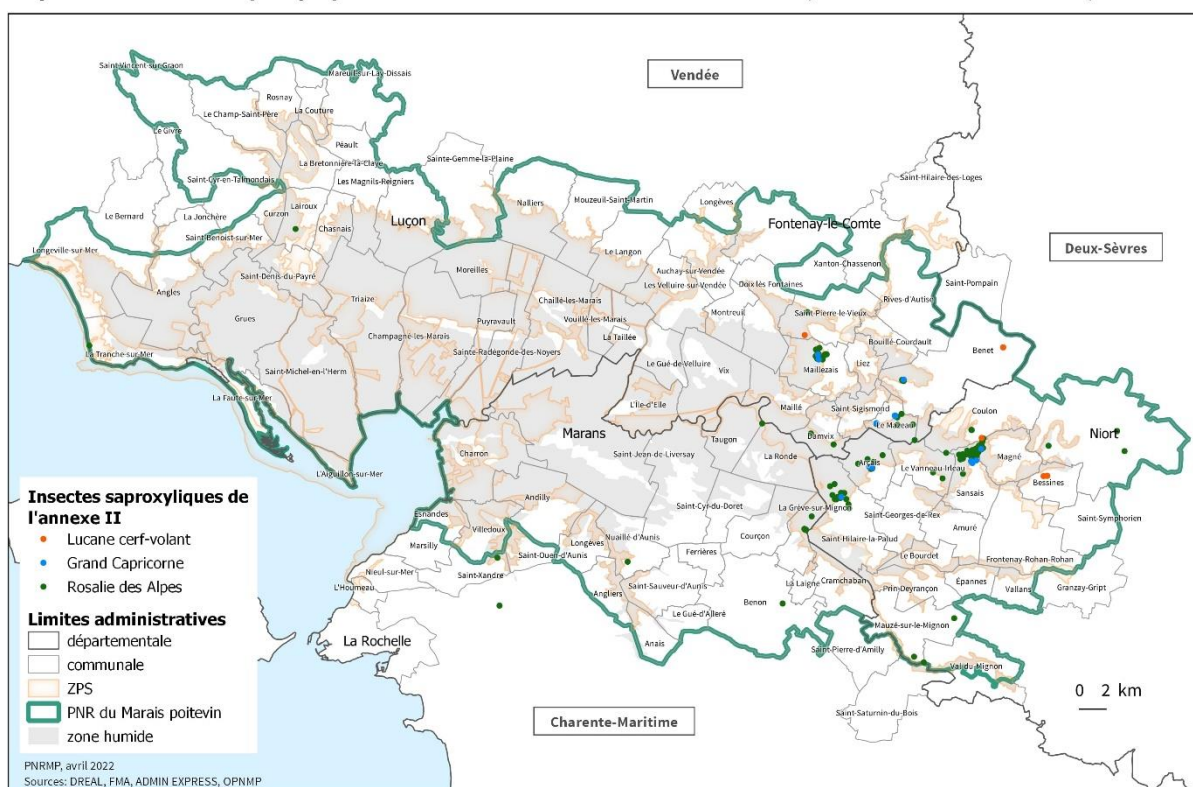 Vendée
Deux-Sèvres
Charente-Maritime
Saint-Vincent-sur-Graon
Mareuil-sur-Lay-Dissais
Rosnay
Le Champ-Saint-Père
La Couture
Le Givre
Péault
La Bretonnière-la-Claye
Sainte-Gemme-la-Plaine
Saint-Cyr-en-Talmondais
Les Magnils-Reigniers
Saint-Hilaire-des-Loges
Le Bernard
La Jonchère
Curzon
Lairoux
Luçon
Nalliers
Mouzeuil-Saint-Martin
Longèves
Fontenay-le-Comte
Chasnais
Saint-Benoist-sur-Mer
Longeville-sur-Mer
Le Langon
Xanton-Chassenon
Saint-Denis-du-Payré
Moreilles
Auchay-sur-Vendée
Les Velluire-sur-Vendée
Doix lès Fontaines
Saint-Pompain
Angles
Triaize
Chaillé-les-Marais
Rives-d'Autise
Grues
Puyravault
Vouillé-les-Marais
Montreuil
Saint-Pierre-le-Vieux
Champagné-les-Marais
La Taillée
Bouillé-Courdault
Benet
La Tranche-sur-Mer
Sainte-Radégonde-des-Noyers
Le Gué-de-Velluire
Vix
Maillezais
Liez
Saint-Michel-en-l'Herm
La Faute-sur-Mer
L'Île-d'Elle
Maillé
Saint-Sigismond
Le Mazeau
Coulon
Niort
Marans
Damvix
Taugon
La Ronde
Charron
Saint-Jean-de-Liversay
Arçais
Magné
Le Vanneau-Irleau
L'Aiguillon-sur-Mer
Bessines
Andilly
Sansais
Esnandes
Villedoux
Saint-Cyr-du-Doret
La Grève-sur-Mignon
Saint-Georges-de-Rex
Amuré
Saint-Symphorien
Marsilly
Longèves
Nuaillé-d'Aunis
Courçon
Saint-Hilaire-la-Palud
Saint-Ouen-d'Aunis
Ferrières
Le Bourdet
Frontenay-Rohan-Rohan
Nieul-sur-Mer
Saint-Xandre
La Laigne
Cramchaban
Épannes
L'Houmeau
Angliers
Saint-Sauveur-d'Aunis
Prin-Deyrançon
Vallans
Granzay-Gript
Benon
Le Gué-d'Alleré
Mauzé-sur-le-Mignon
La Rochelle
Anais
Saint-Pierre-d'Amilly
Val-du-Mignon
Saint-Saturnin-du-Bois
0 2 km
Insectes saproxyliques de
l'annexe II
Lucane cerf-volant
Grand Capricorne
Rosalie des Alpes
Limites administratives
départementale
communale
ZPS
PNR du Marais poitevin
zone humide
PNRMP, avril 2022
Sources: DREAL, FMA, ADMIN EXPRESS, OPNMP